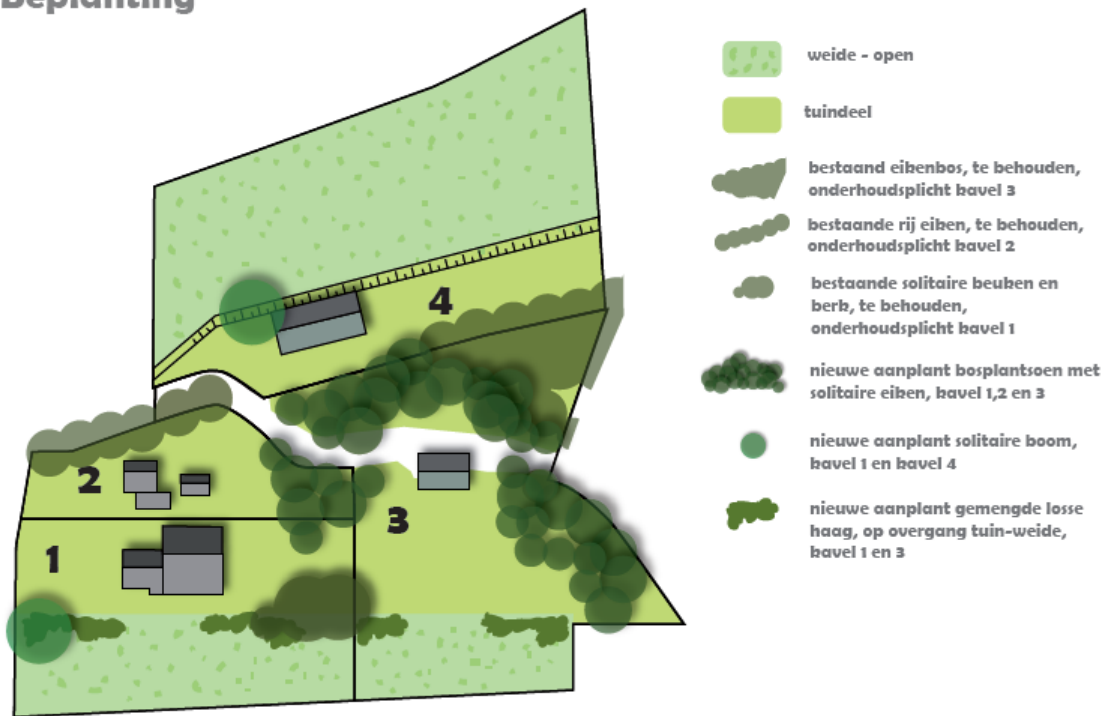 Beplanting
weide - open
tuindeel
bestaand eikenbos, te behouden,
onderhoudsplicht kavel 3
bestaande rij eiken, te behouden,
onderhoudsplicht kavel 2
bestaande solitaire beuken en
berk, te behouden,
onderhoudsplicht kavel 1
nieuwe aanplant bosplantsoen met
solitaire eiken, kavel 1,2 en 3
nieuwe aanplant solitaire boom,
kavel 1 en kavel 4
nieuwe aanplant gemengde losse
haag, op overgang tuin-weide,
kavel 1 en 3
4
2
3
1